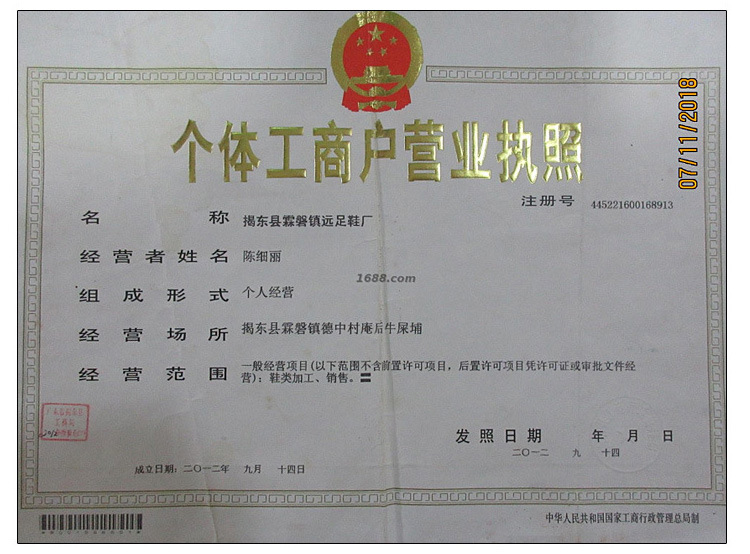 个体工商户营业执照
07/11/2018
注册号 445221600168913
名 称 揭东县霖磐镇远足鞋厂
经营者姓名 陈细丽
1688.com
组成形式 个人经营
经营场所 揭东县霖磐镇德中村庵后牛屎埔
经营范围 一般经营项目(以下范围不含前置许可项目，后置许可项目凭许可证或审批文件经
营)：鞋类加工、销售。
发照日期 年 月 日
二〇一二 九 十四
成立日期：二〇一二年 九月 十四日
中华人民共和国国家工商行政管理总局制